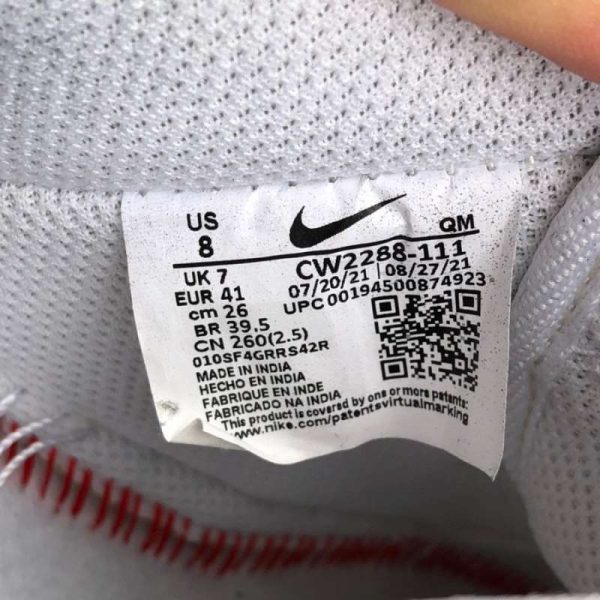 US
8
QM
UK 7
EUR 41
cm 26
BR 39.5
CN 260(2.5)
010SF4GRRS42R
CW2288-111
07/20/21 | 08/27/21
UPC 00194500874923
MADE IN INDIA
HECHO EN INDIA
FABRIQUE EN INDE
FABRICADO NA INDIA
This product is covered by one or more patents:
www.nike.com/patentsvirtualmarking